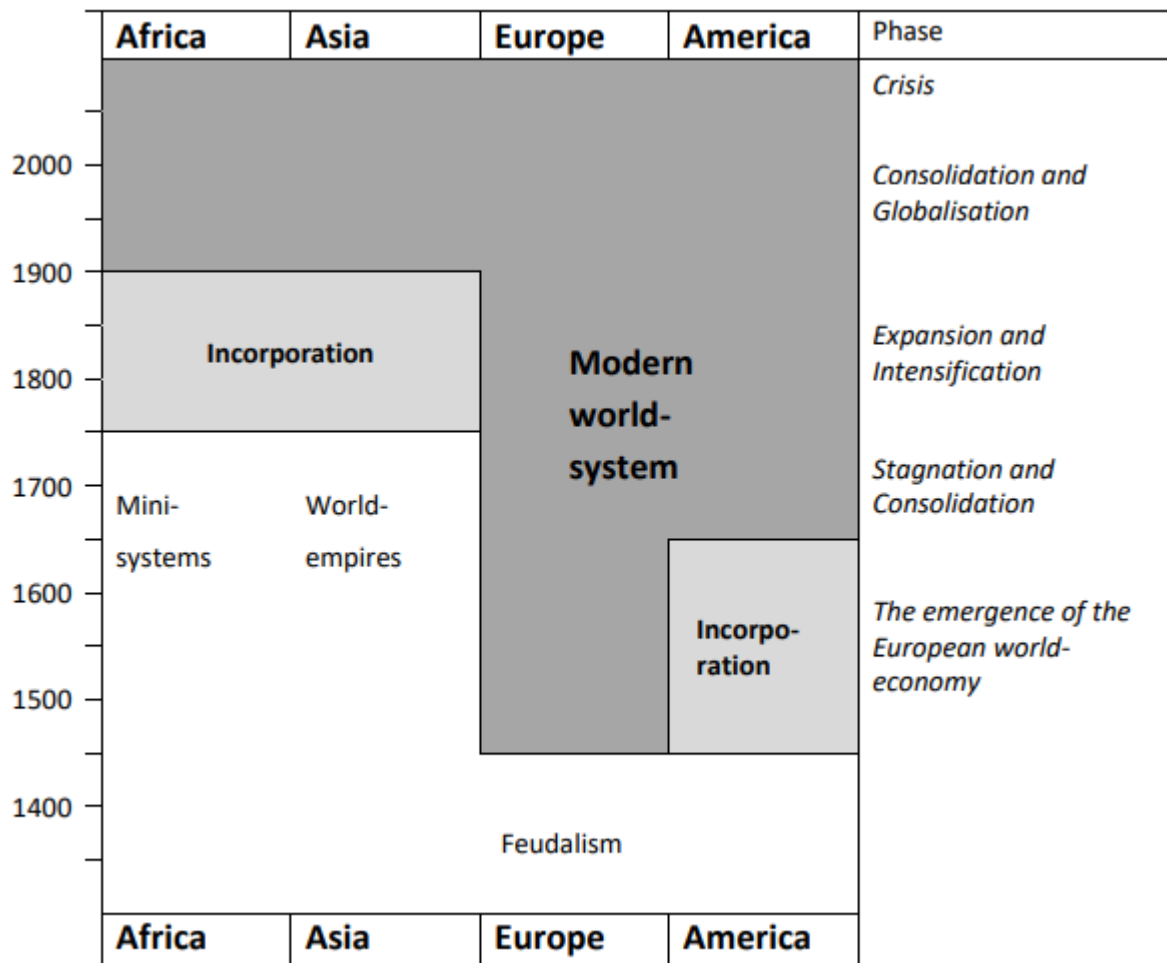 Africa Asia Europe America Phase
Crisis
2000
Consolidation and
Globalisation
1900
Incorporation
Expansion and
Intensification
1800
Modern
world-
system
1700
Stagnation and
Consolidation
Mini-
systems
World-
empires
1600
The emergence of the
European world-
economy
Incorpo-
ration
1500
1400
Feudalism
Africa Asia Europe America